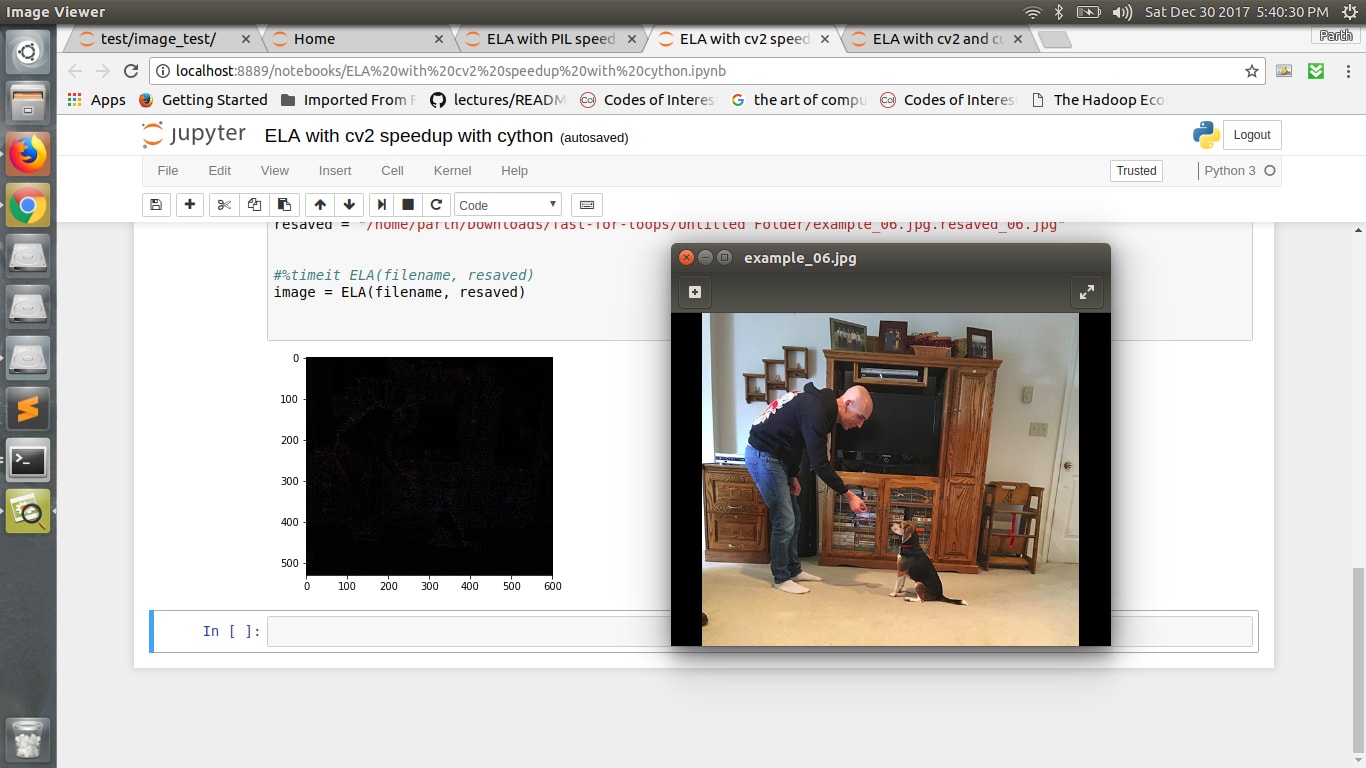 Image Viewer
Sat Dec 30 2017 5:40:30 PM
test/image_test/
Home
ELA with PIL speed
ELA with cv2 speed
ELA with cv2 and cu
Parth
localhost:8889/notebooks/ELA%20with%20cv2%20speedup%20with%20cython.ipynb
Apps
Getting Started
Imported From F
lectures/READM
Codes of Interes
the art of compu
Codes of Interes
The Hadoop Eco
jupyter
ELA with cv2 speedup with cython (autosaved)
Logout
File Edit View Insert Cell Kernel Help
Trusted
Python 3
Code
resaved = "/home/parth/Downloads/fast-for-loops/Untitled Folder/example_06.jpg.resaved_06.jpg"
#%timeit ELA(filename, resaved)
image = ELA(filename, resaved)
example_06.jpg
0
100
200
300
400
500
0 100 200 300 400 500 600
In [ ]: